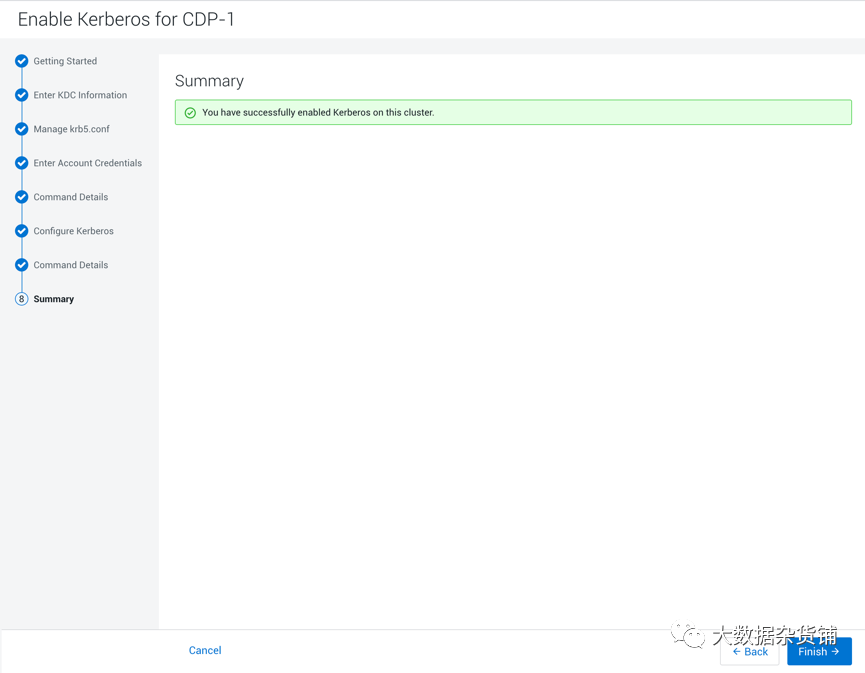 Enable Kerberos for CDP-1
Getting Started
Enter KDC Information
Manage krb5.conf
Enter Account Credentials
Command Details
Configure Kerberos
Command Details
8 Summary
Summary
You have successfully enabled Kerberos on this cluster.
大数据杂货铺
Cancel
← Back
Finish →